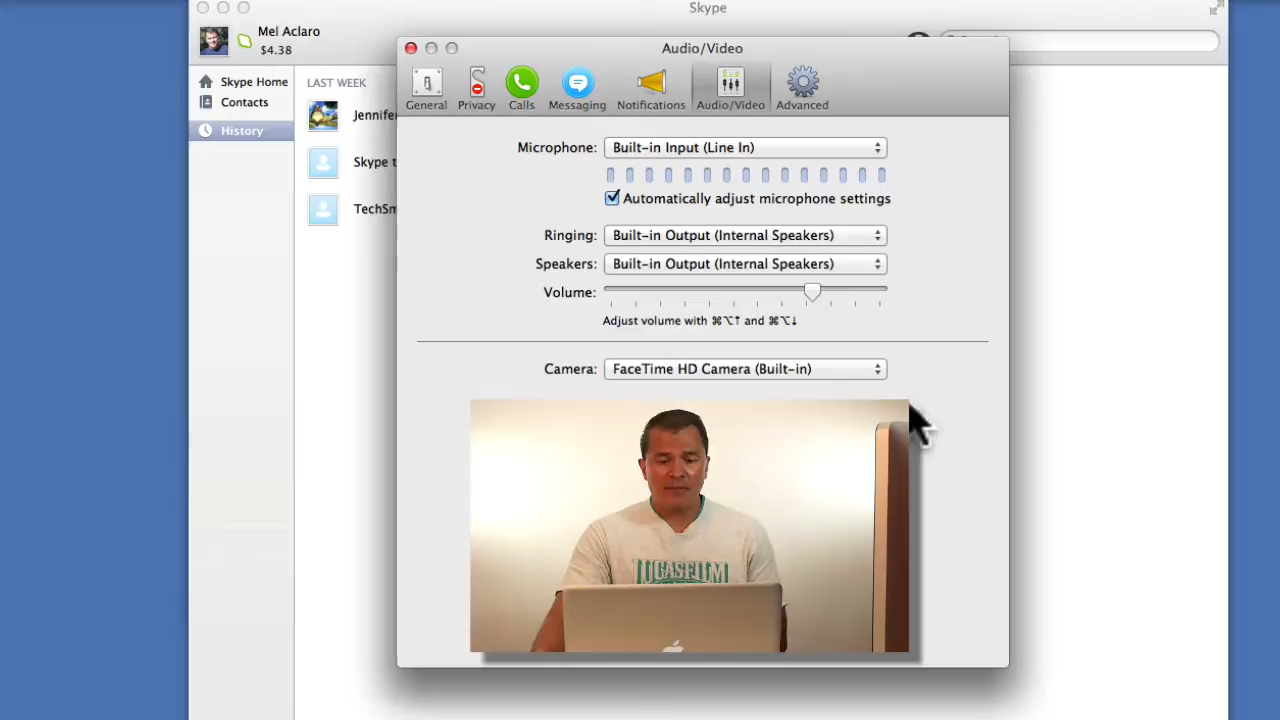 Skype
Mel Aclaro
$4.38
Audio/Video
General
Privacy
Calls
Messaging
Notifications
Audio/Video
Advanced
Skype Home
Contacts
History
LAST WEEK
Jennife
Skype t
TechSm
Microphone: Built-in Input (Line In)
Automatically adjust microphone settings
Ringing: Built-in Output (Internal Speakers)
Speakers: Built-in Output (Internal Speakers)
Volume:
Adjust volume with ⌘⌥↑ and ⌘⌥↓
Camera: FaceTime HD Camera (Built-in)
LUCASFILM